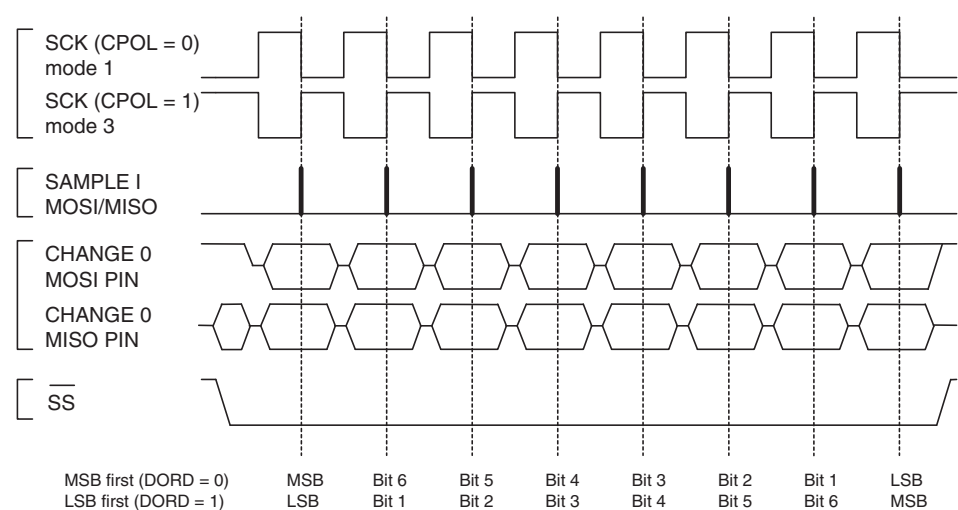 SCK (CPOL = 0)
mode 1
SCK (CPOL = 1)
mode 3
SAMPLE I
MOSI/MISO
CHANGE 0
MOSI PIN
CHANGE 0
MISO PIN
SS
MSB first (DORD = 0) MSB Bit 6 Bit 5 Bit 4 Bit 3 Bit 2 Bit 1 LSB
LSB first (DORD = 1) LSB Bit 1 Bit 2 Bit 3 Bit 4 Bit 5 Bit 6 MSB